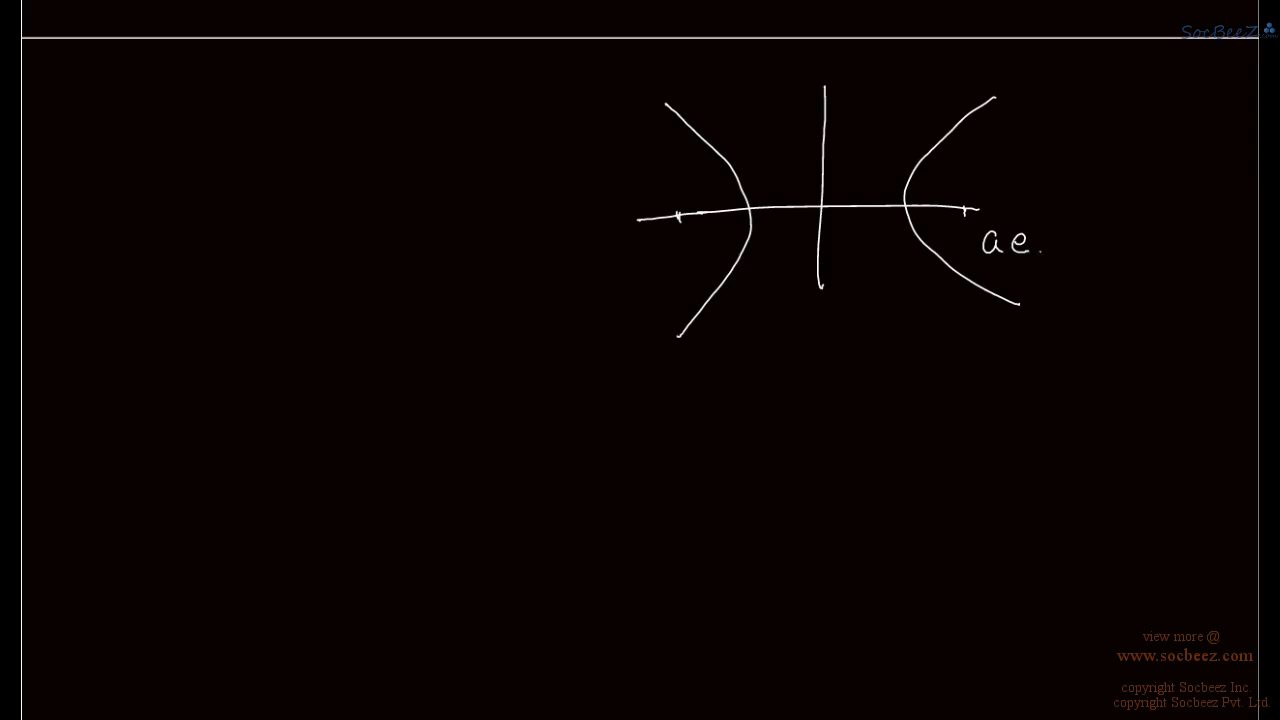 SocBeeZ
ae.
view more @
www.socbeez.com
copyright Socbeez Inc.
copyright Socbeez Pvt. Ltd.